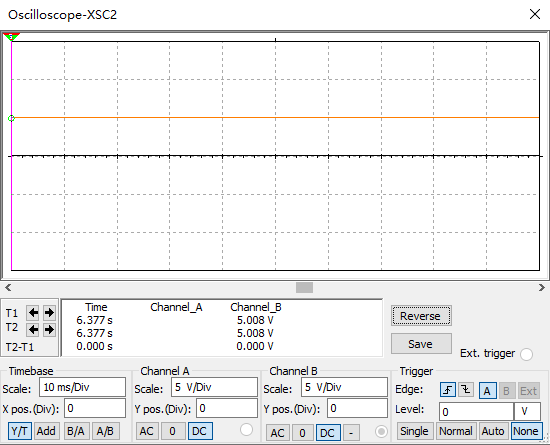 Oscilloscope-XSC2
Time Channel_A Channel_B
T1 6.377 s 5.008 V
T2 6.377 s 5.008 V
T2-T1 0.000 s 0.000 V
Reverse
Save
Ext. trigger
Timebase
Scale: 10 ms/Div
X pos.(Div): 0
Y/T Add B/A A/B
Channel A
Scale: 5 V/Div
Y pos.(Div): 0
AC 0 DC
Channel B
Scale: 5 V/Div
Y pos.(Div): 0
AC 0 DC -
Trigger
Edge: A B Ext
Level: 0 V
Single Normal Auto None